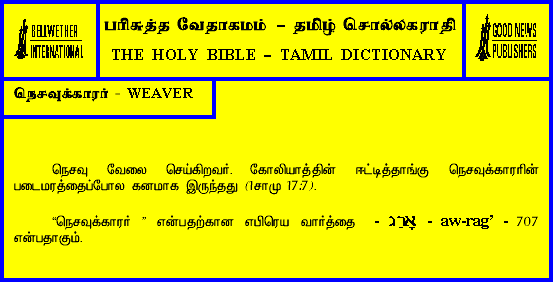 BELLWETHER
INTERNATIONAL
பரிசுத்த வேதாகமம் – தமிழ் சொல்லகராதி
THE HOLY BIBLE – TAMIL DICTIONARY
GOOD NEWS
PUBLISHERS
நெசவுக்காரர் - WEAVER
நெசவு வேலை செய்கிறவர். கோலியாத்தின் ஈட்டித்தாங்கு நெசவுக்காரரின்
படைமரத்தைப்போல கனமாக இருந்தது (1சாமு 17:7).
“நெசவுக்காரர் ” என்பதற்கான எபிரெய வார்த்தை - אָרַג - aw-rag’ - 707
என்பதாகும்.